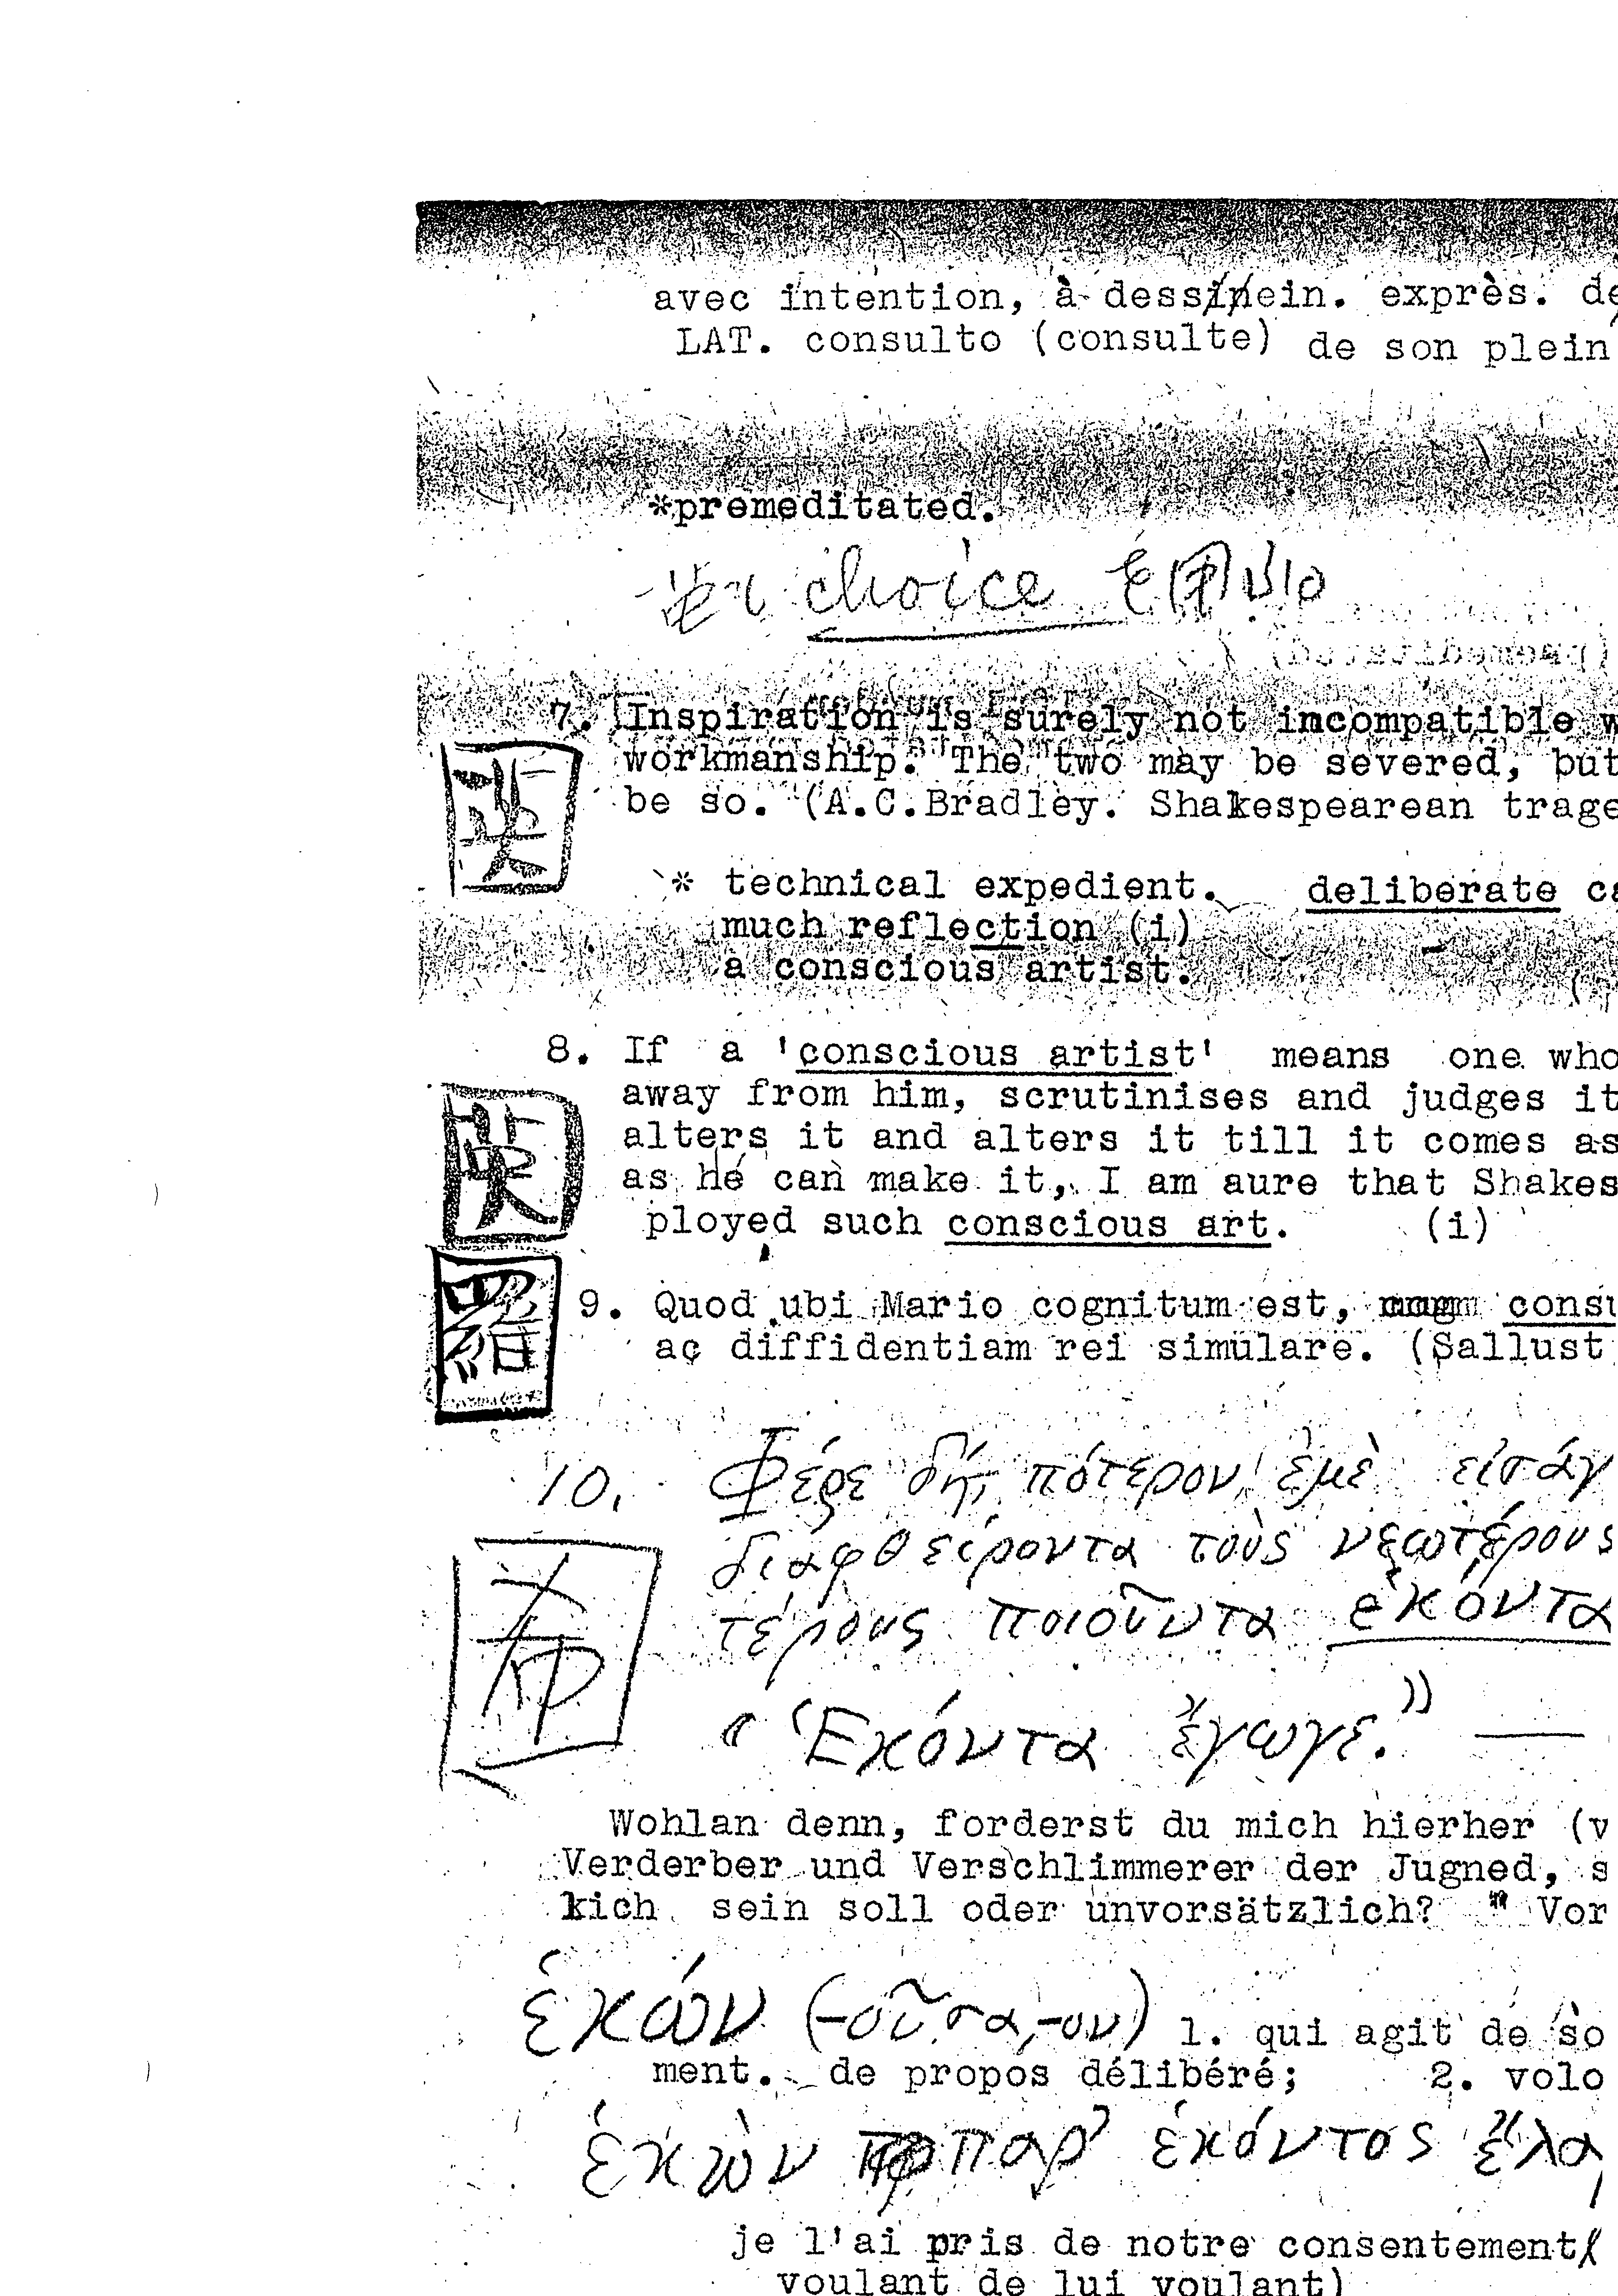 avec intention, à dessein. exprès. de
LAT. consulto (consulte) de son plein
*premeditated.
choice
7. Inspiration is surely not incompatible w
workmanship. The two may be severed, but
be so. (A.C.Bradley. Shakespearean trage
* technical expedient. deliberate ca
much reflection (i)
a conscious artist.
8. If a 'conscious artist' means one who
away from him, scrutinises and judges it
alters it and alters it till it comes as
as he can make it, I am aure that Shakes
ployed such conscious art. (i)
羅
9. Quod ubi Mario cognitum est, consu
ac diffidentiam rei simulare. (Sallust
10. Φέρε δή, πότερον ἐμὲ εἰσάγ
διαφθείροντα τοὺς νεωτέρους
τέρους ποιοῦντα ἑκόντα
« Ἑκόντα ἔγωγε. » —
Wohlan denn, forderst du mich hierher (v
Verderber und Verschlimmerer der Jugned, s
kich sein soll oder unvorsätzlich? " Vor
ἑκών (-οῦσα,-ον) 1. qui agit de so
ment. de propos délibéré; 2. volo
ἑκὼν παρ' ἑκόντος ἔλα
je l'ai pris de notre consentement
voulant de lui voulant)